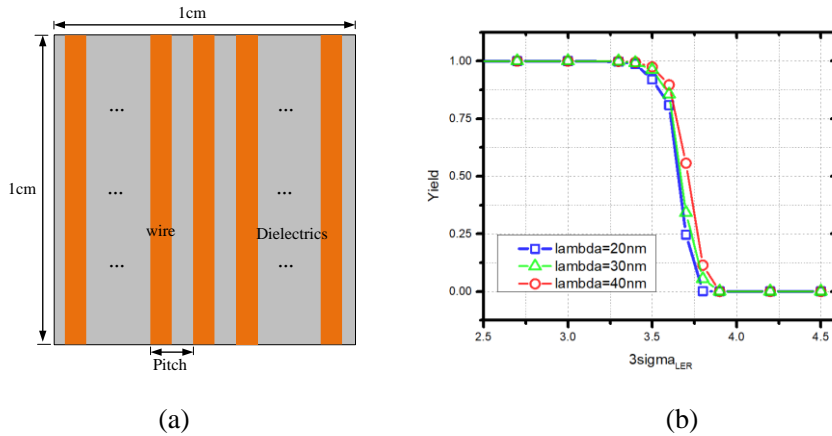 1cm
1cm
...
...
...
...
wire
Dielectrics
...
...
Pitch
(a)
1.00
0.75
0.50
0.25
0.00
Yield
lambda=20nm
lambda=30nm
lambda=40nm
2.5 3.0 3.5 4.0 4.5
3sigmaLER
(b)